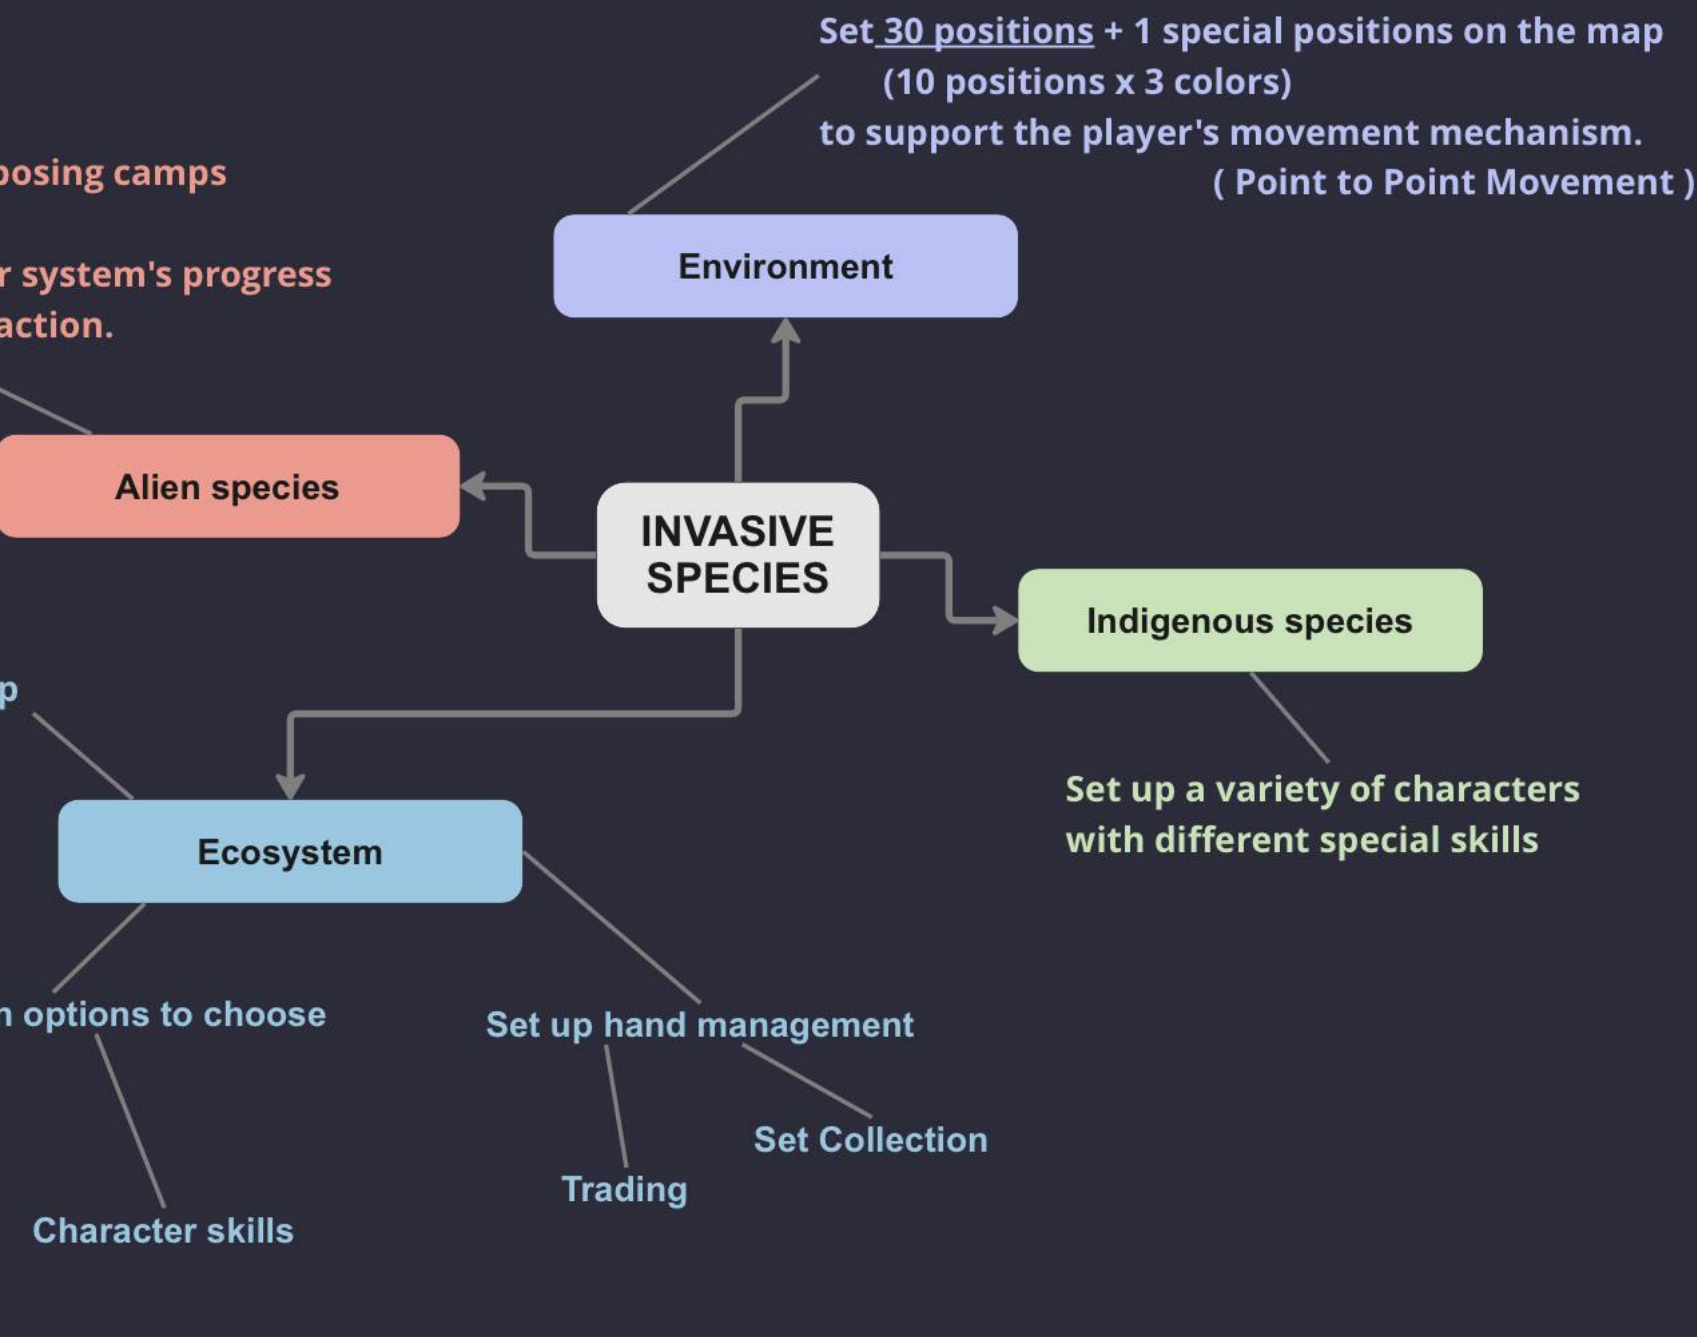 Set 30 positions + 1 special positions on the map
(10 positions x 3 colors)
to support the player's movement mechanism.
( Point to Point Movement )
camps
system's progress
action.
Environment
Alien species
INVASIVE
SPECIES
Indigenous species
Set up a variety of characters
with different special skills
Ecosystem
options to choose
Character skills
Set up hand management
Set Collection
Trading